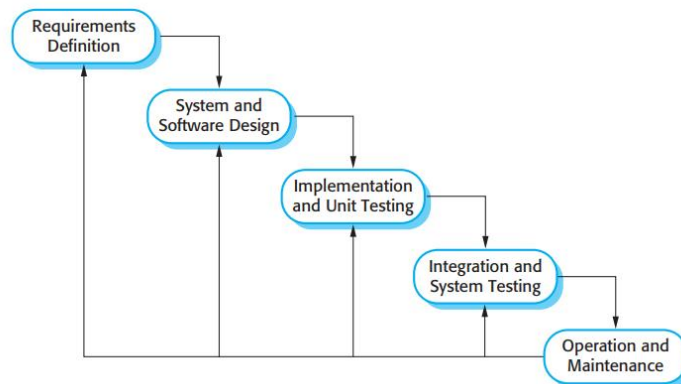 Requirements
Definition
System and
Software Design
Implementation
and Unit Testing
Integration and
System Testing
Operation and
Maintenance